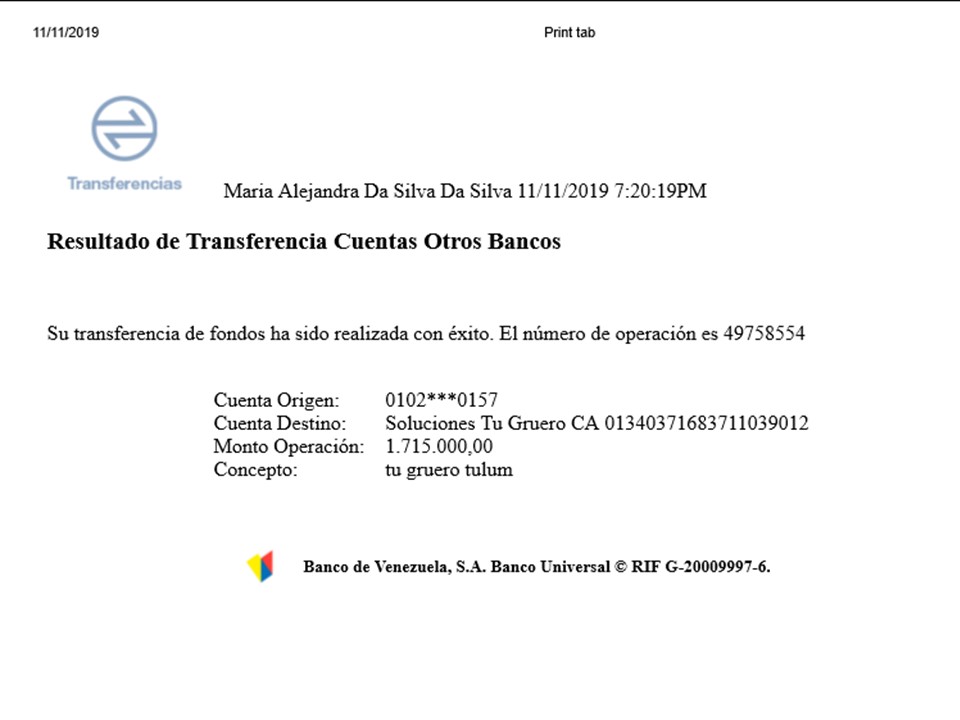 11/11/2019 Print tab
Transferencias
Maria Alejandra Da Silva Da Silva 11/11/2019 7:20:19PM
Resultado de Transferencia Cuentas Otros Bancos
Su transferencia de fondos ha sido realizada con éxito. El número de operación es 49758554
Cuenta Origen: 0102***0157
Cuenta Destino: Soluciones Tu Gruero CA 01340371683711039012
Monto Operación: 1.715.000,00
Concepto: tu gruero tulum
Banco de Venezuela, S.A. Banco Universal © RIF G-20009997-6.